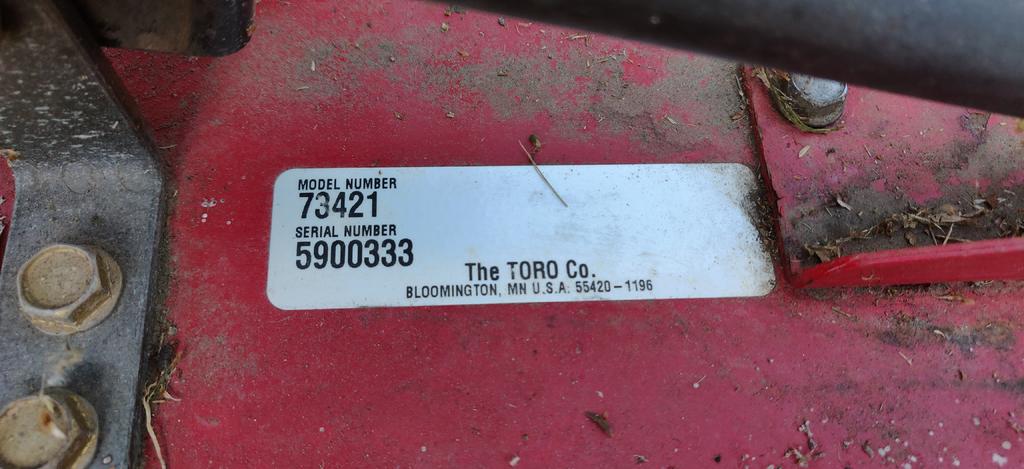 MODEL NUMBER
73421
SERIAL NUMBER
5900333
The TORO Co.
BLOOMINGTON, MN U.S.A. 55420-1196